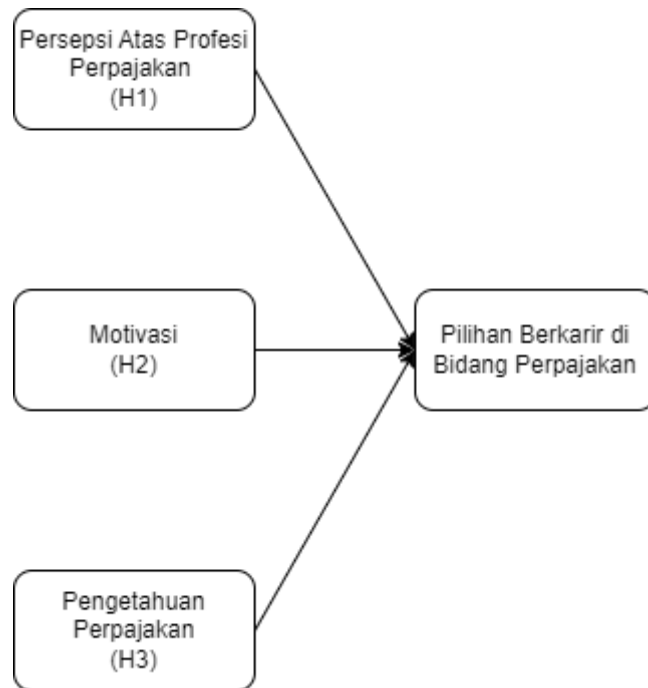 Persepsi Atas Profesi
Perpajakan
(H1)
Motivasi
(H2)
Pilihan Berkarir di
Bidang Perpajakan
Pengetahuan
Perpajakan
(H3)